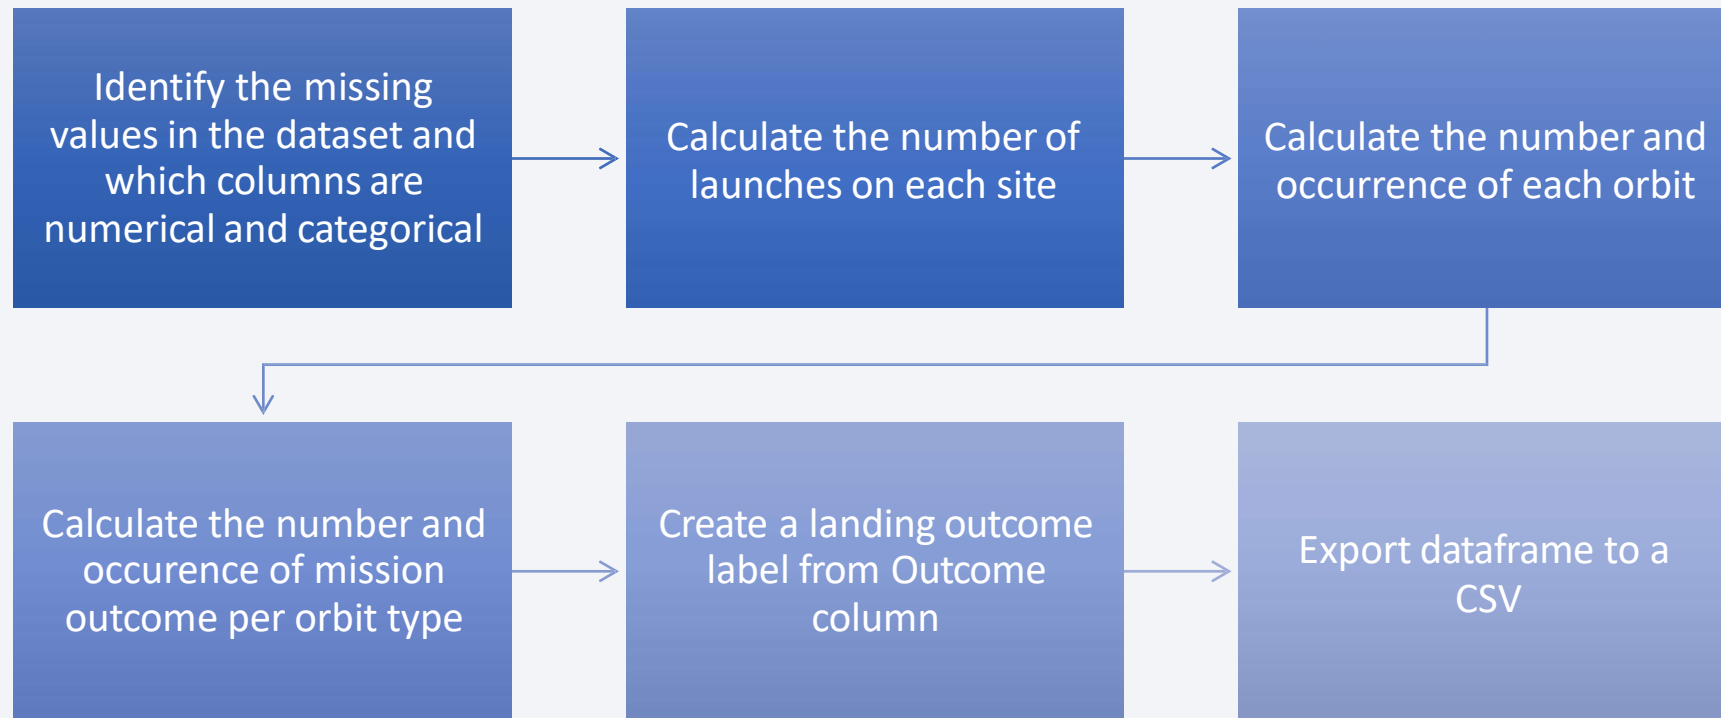 Identify the missing
values in the dataset and
which columns are
numerical and categorical
Calculate the number of
launches on each site
Calculate the number and
occurrence of each orbit
Calculate the number and
occurence of mission
outcome per orbit type
Create a landing outcome
label from Outcome
column
Export dataframe to a
CSV